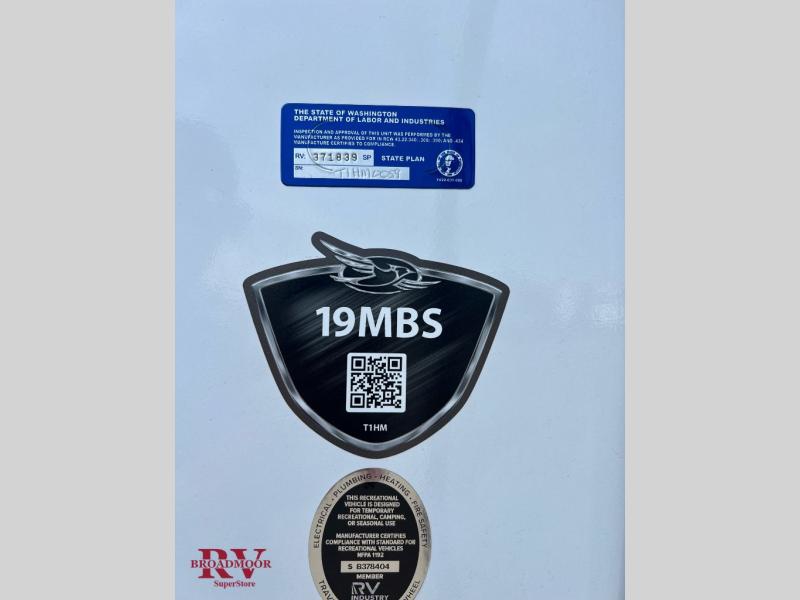 THE STATE OF WASHINGTON
DEPARTMENT OF LABOR AND INDUSTRIES
INSPECTION AND APPROVAL OF THIS UNIT WAS PERFORMED BY THE
MANUFACTURER AS PROVIDED FOR IN RCW 43.22.340, .355, .390, AND .434
MANUFACTURER CERTIFIES TO COMPLIANCE.
RV: 371839 SP STATE PLAN
SN:
19MBS
T1HM
ELECTRICAL - PLUMBING - HEATING - FIRE SAFETY
THIS RECREATIONAL
VEHICLE IS DESIGNED
FOR TEMPORARY
RECREATIONAL, CAMPING,
OR SEASONAL USE
MANUFACTURER CERTIFIES
COMPLIANCE WITH STANDARD FOR
RECREATIONAL VEHICLES
NFPA 1192
S B378404
MEMBER
RV
INDUSTRY
RV
BROADMOOR
SuperStore